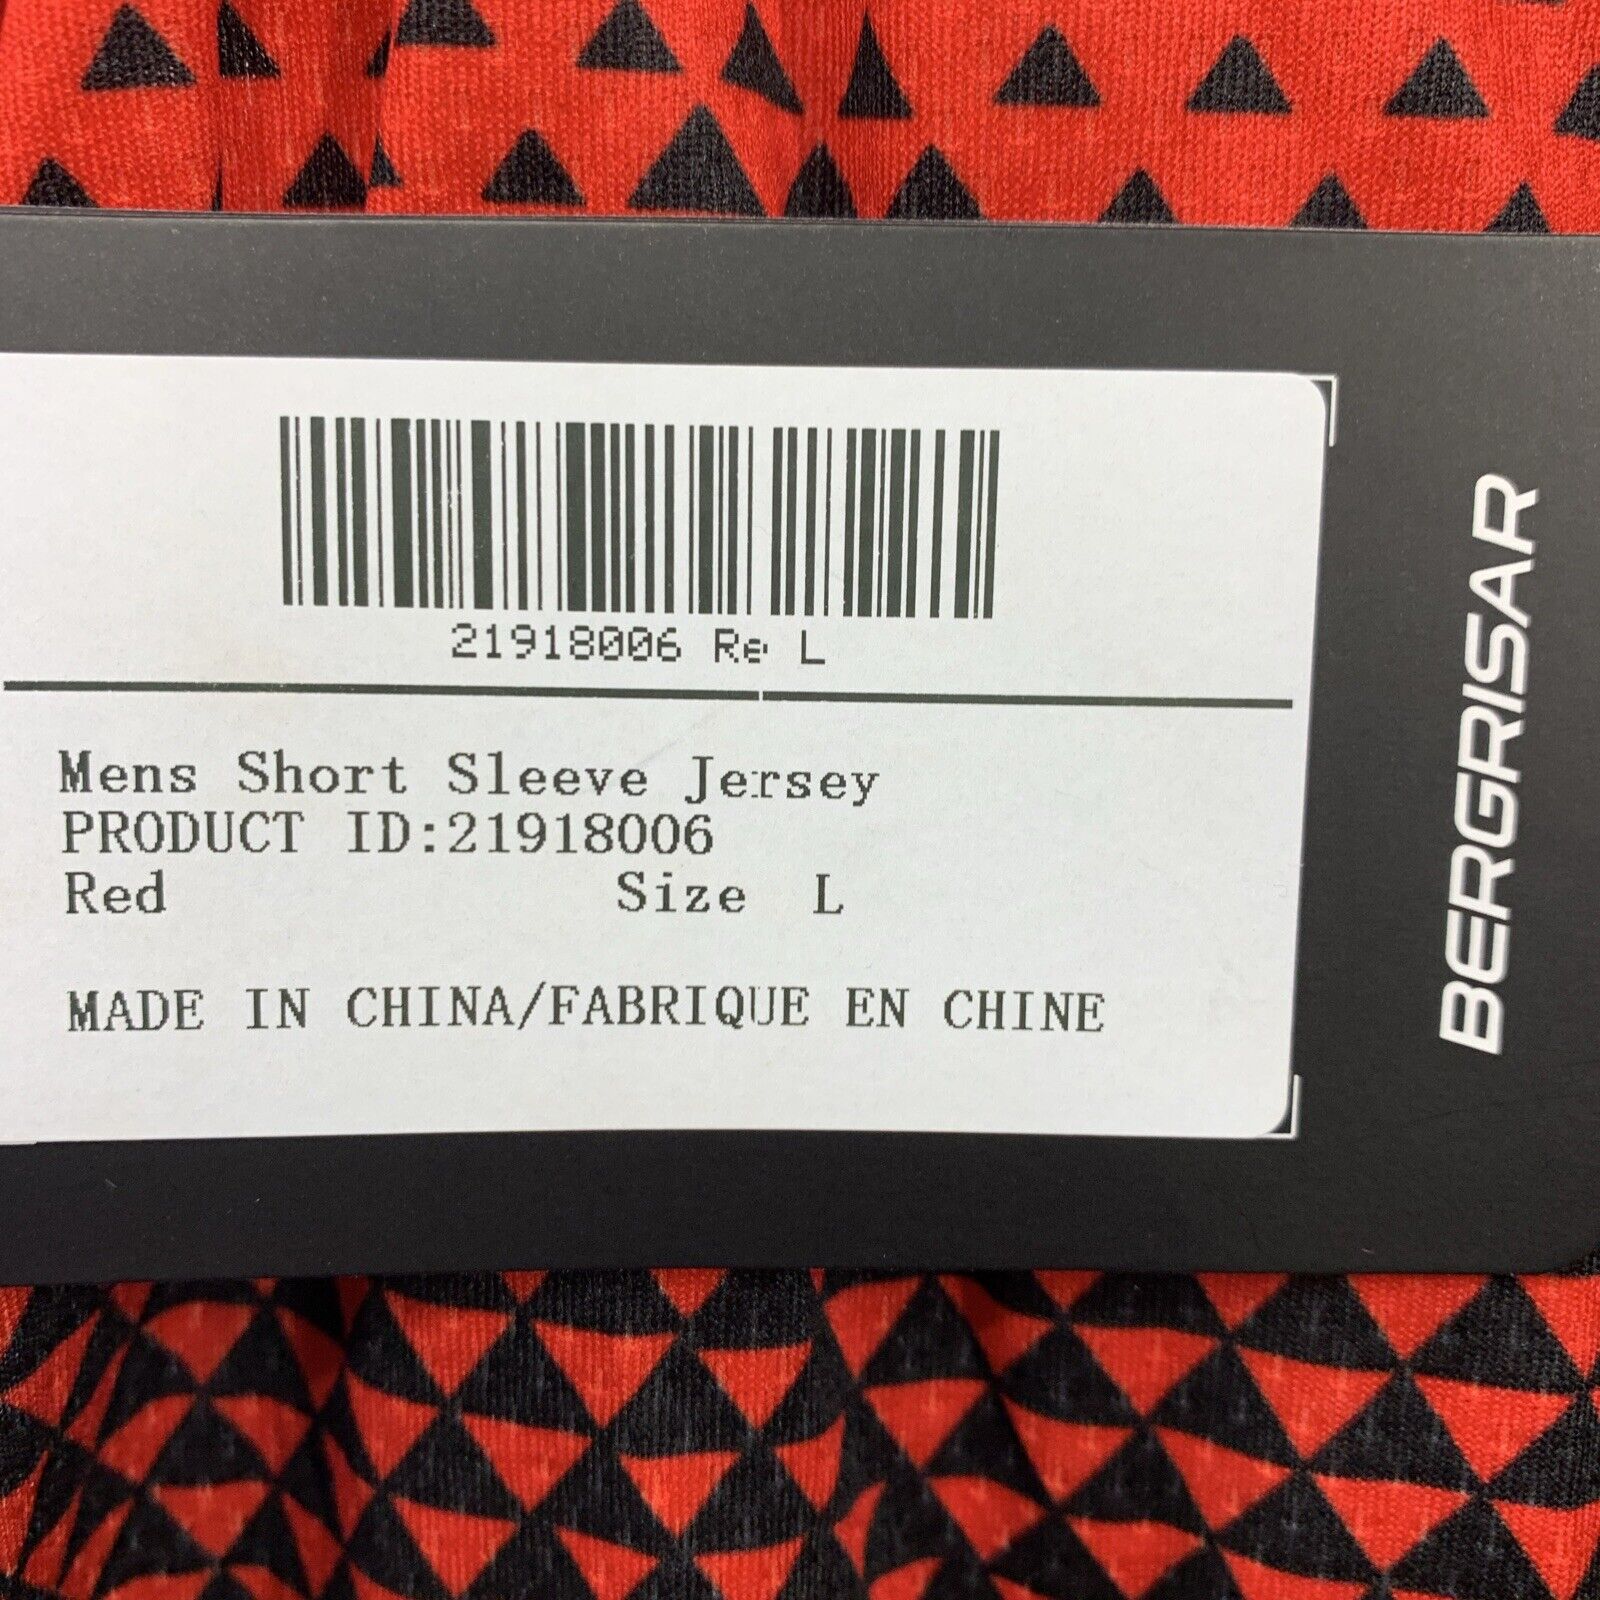 21918006 Re L
Mens Short Sleeve Jersey
PRODUCT ID:21918006
Red Size L
MADE IN CHINA/FABRIQUE EN CHINE
BERGRISAR